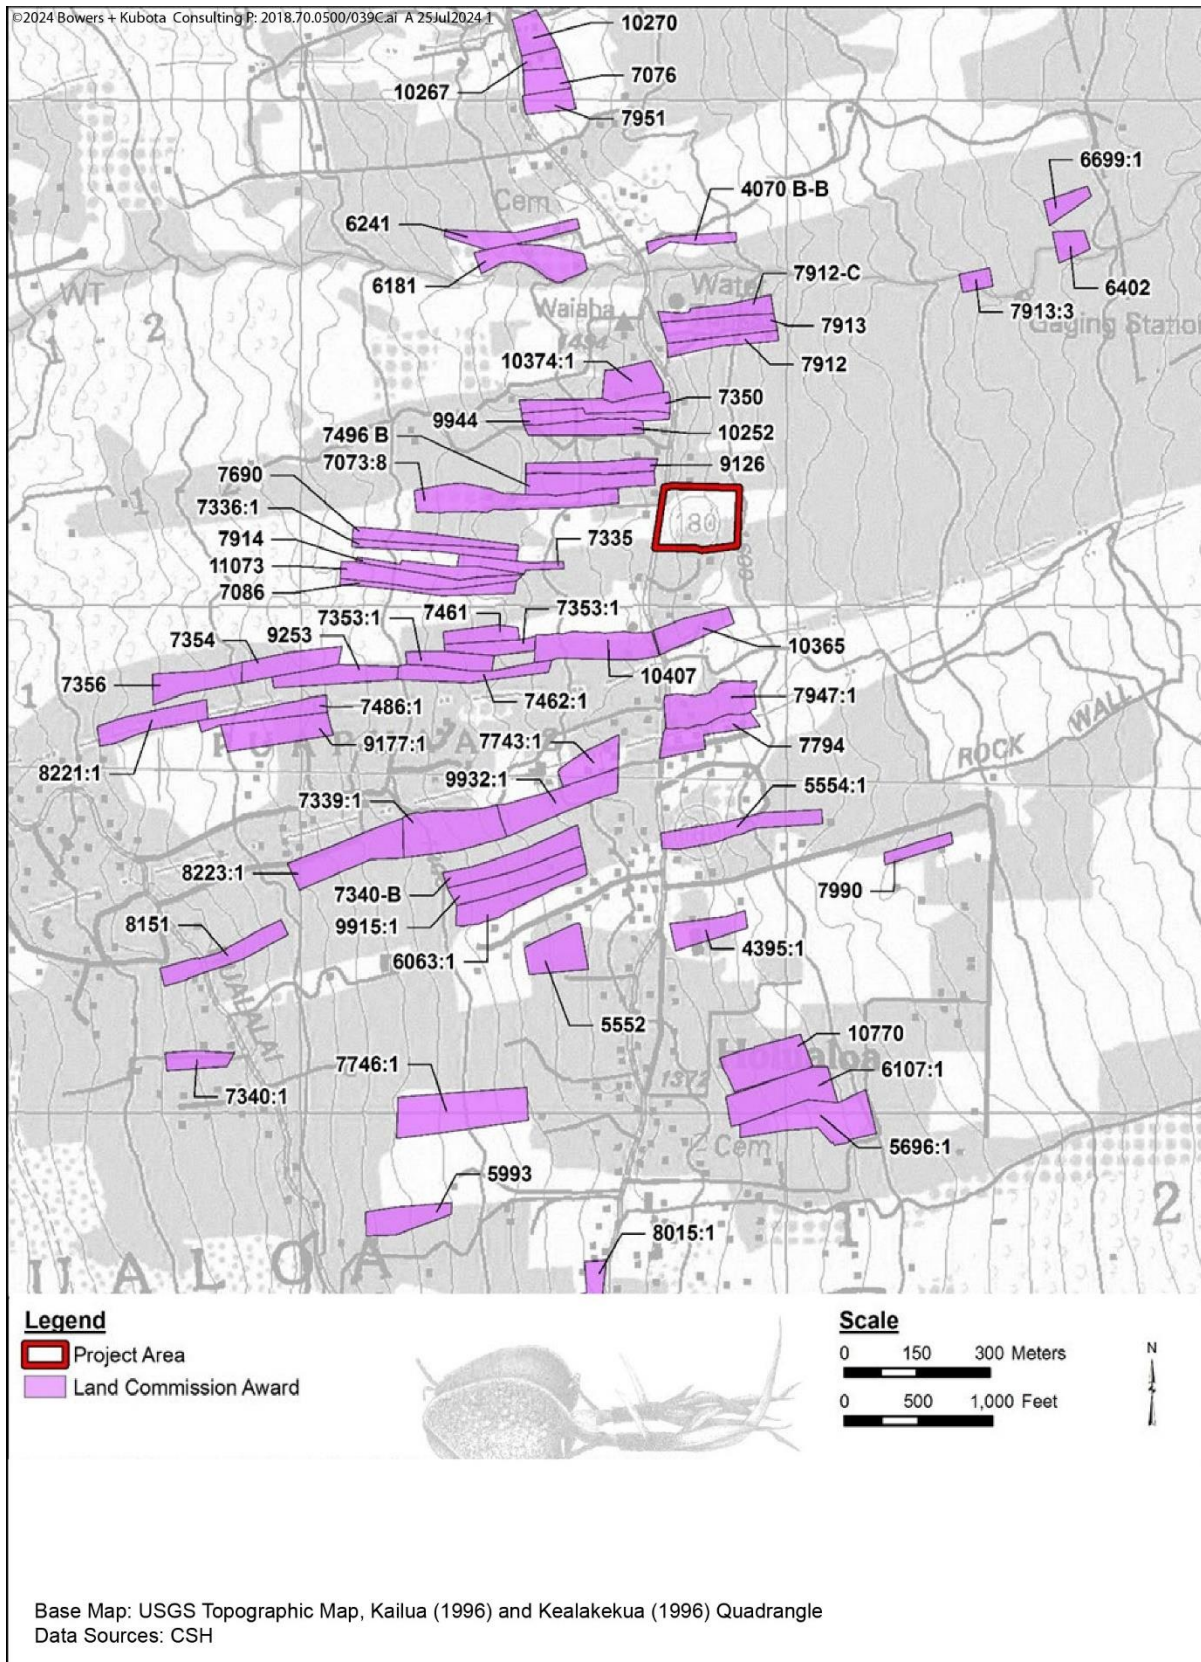 ©2024 Bowers + Kubota Consulting P: 2018.70.0500/039C.ai A 25Jul2024 1
10270
7076
10267
7951
6699:1
4070 B-B
Cem
6241
6181
7912-C
6402
WT
Water
7913:3
Waiaha
7913
Gaging Station
2
1494
7912
10374:1
7350
9944
10252
7496 B
9126
7073:8
7690
7336:1
180
7914
7335
11073
7086
7461
7353:1
7353:1
7354
9253
10365
10407
7356
7462:1
7947:1
7486:1
9177:1
7743:1
7794
ROCK WALL
8221:1
9932:1
5554:1
7339:1
8223:1
7340-B
7990
9915:1
8151
4395:1
6063:1
5552
10770
Holualoa
7746:1
6107:1
1372
7340:1
5696:1
Cem
5993
2
8015:1
UALOA
Legend
Project Area
Land Commission Award
Scale
0 150 300 Meters
0 500 1,000 Feet
N
Base Map: USGS Topographic Map, Kailua (1996) and Kealakekua (1996) Quadrangle
Data Sources: CSH